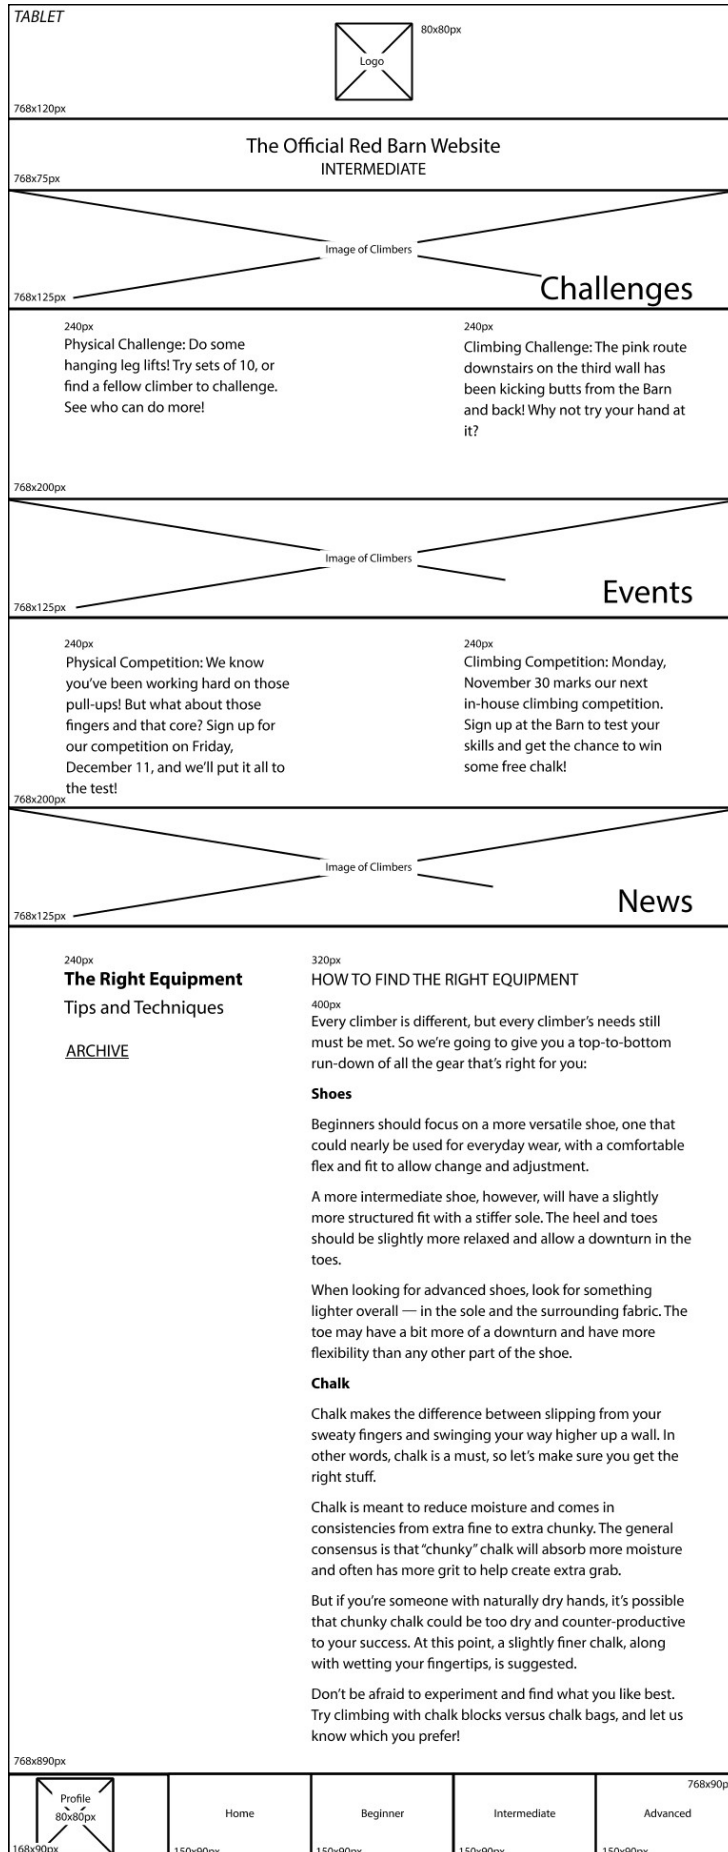 TABLET
80x80px
Logo
768x120px
The Official Red Barn Website
INTERMEDIATE
768x75px
Image of Climbers
768x125px
Challenges
240px
Physical Challenge: Do some
hanging leg lifts! Try sets of 10, or
find a fellow climber to challenge.
See who can do more!
240px
Climbing Challenge: The pink route
downstairs on the third wall has
been kicking butts from the Barn
and back! Why not try your hand at
it?
768x200px
Image of Climbers
768x125px
Events
240px
Physical Competition: We know
you've been working hard on those
pull-ups! But what about those
fingers and that core? Sign up for
our competition on Friday,
December 11, and we'll put it all to
the test!
240px
Climbing Competition: Monday,
November 30 marks our next
in-house climbing competition.
Sign up at the Barn to test your
skills and get the chance to win
some free chalk!
768x200px
Image of Climbers
768x125px
News
240px
The Right Equipment
Tips and Techniques
ARCHIVE
320px
HOW TO FIND THE RIGHT EQUIPMENT
400px
Every climber is different, but every climber's needs still
must be met. So we're going to give you a top-to-bottom
run-down of all the gear that's right for you:
Shoes
Beginners should focus on a more versatile shoe, one that
could nearly be used for everyday wear, with a comfortable
flex and fit to allow change and adjustment.
A more intermediate shoe, however, will have a slightly
more structured fit with a stiffer sole. The heel and toes
should be slightly more relaxed and allow a downturn in the
toes.
When looking for advanced shoes, look for something
lighter overall — in the sole and the surrounding fabric. The
toe may have a bit more of a downturn and have more
flexibility than any other part of the shoe.
Chalk
Chalk makes the difference between slipping from your
sweaty fingers and swinging your way higher up a wall. In
other words, chalk is a must, so let's make sure you get the
right stuff.
Chalk is meant to reduce moisture and comes in
consistencies from extra fine to extra chunky. The general
consensus is that “chunky” chalk will absorb more moisture
and often has more grit to help create extra grab.
But if you're someone with naturally dry hands, it's possible
that chunky chalk could be too dry and counter-productive
to your success. At this point, a slightly finer chalk, along
with wetting your fingertips, is suggested.
Don't be afraid to experiment and find what you like best.
Try climbing with chalk blocks versus chalk bags, and let us
know which you prefer!
768x890px
768x90p
Profile
80x80px
Home
Beginner
Intermediate
Advanced
168x90px
150x90px
150x90px
150x90px
150x90px